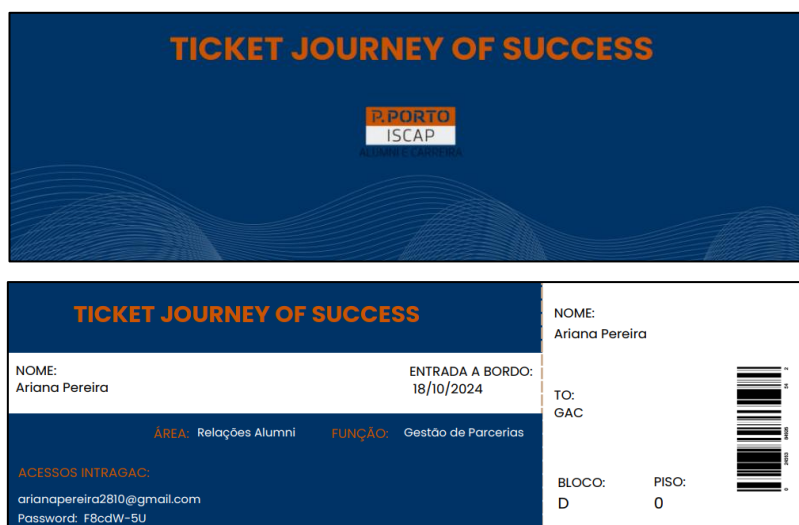 TICKET JOURNEY OF SUCCESS
P.PORTO
ISCAP
ALUMNI E CARREIRA
TICKET JOURNEY OF SUCCESS
NOME:
Ariana Pereira
ENTRADA A BORDO:
18/10/2024
ÁREA: Relações Alumni FUNÇÃO: Gestão de Parcerias
ACESSOS INTRAGAC:
arianapereira2810@gmail.com
Password: F8cdW-5U
NOME:
Ariana Pereira
TO:
GAC
BLOCO: PISO:
D 0